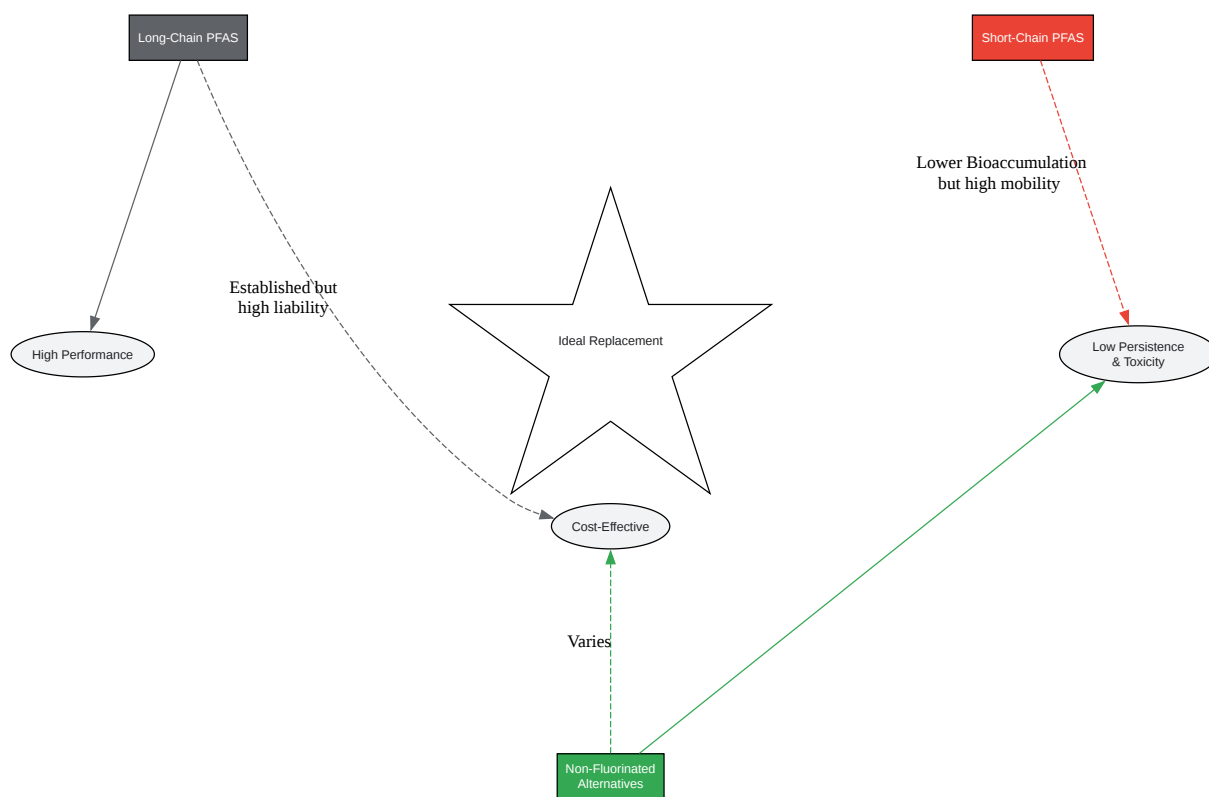 Long-Chain PFAS
Short-Chain PFAS
Lower Bioaccumulation
but high mobility
Established but
high liability
Ideal Replacement
High Performance
Low Persistence
& Toxicity
Cost-Effective
Varies
Non-Fluorinated
Alternatives